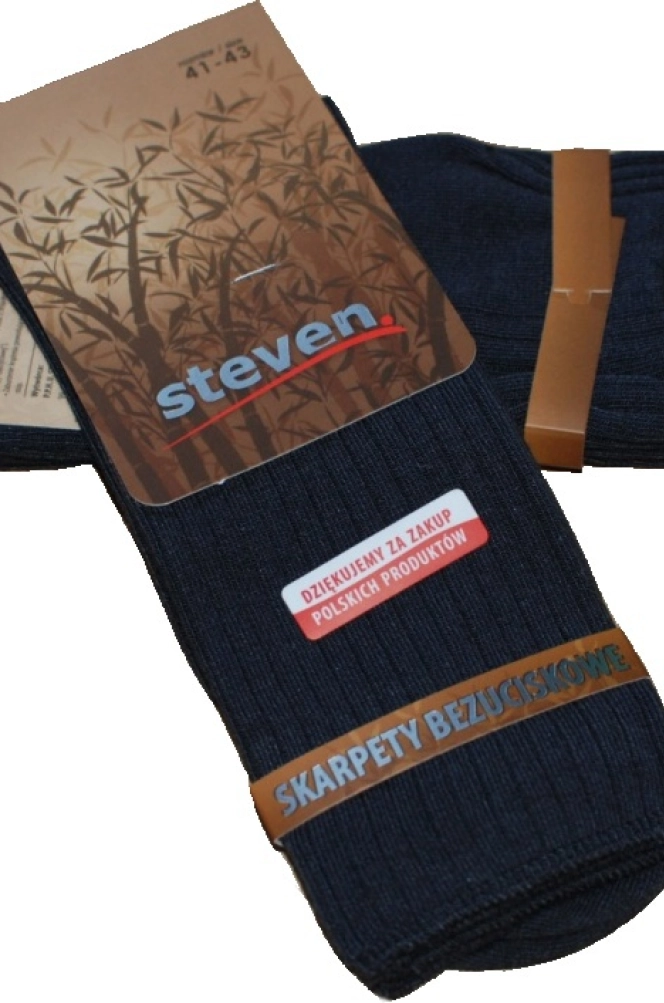 41-43
steven.
DZIĘKUJEMY ZA ZAKUP
POLSKICH PRODUKTÓW
SKARPETY BEZUCISKOWE